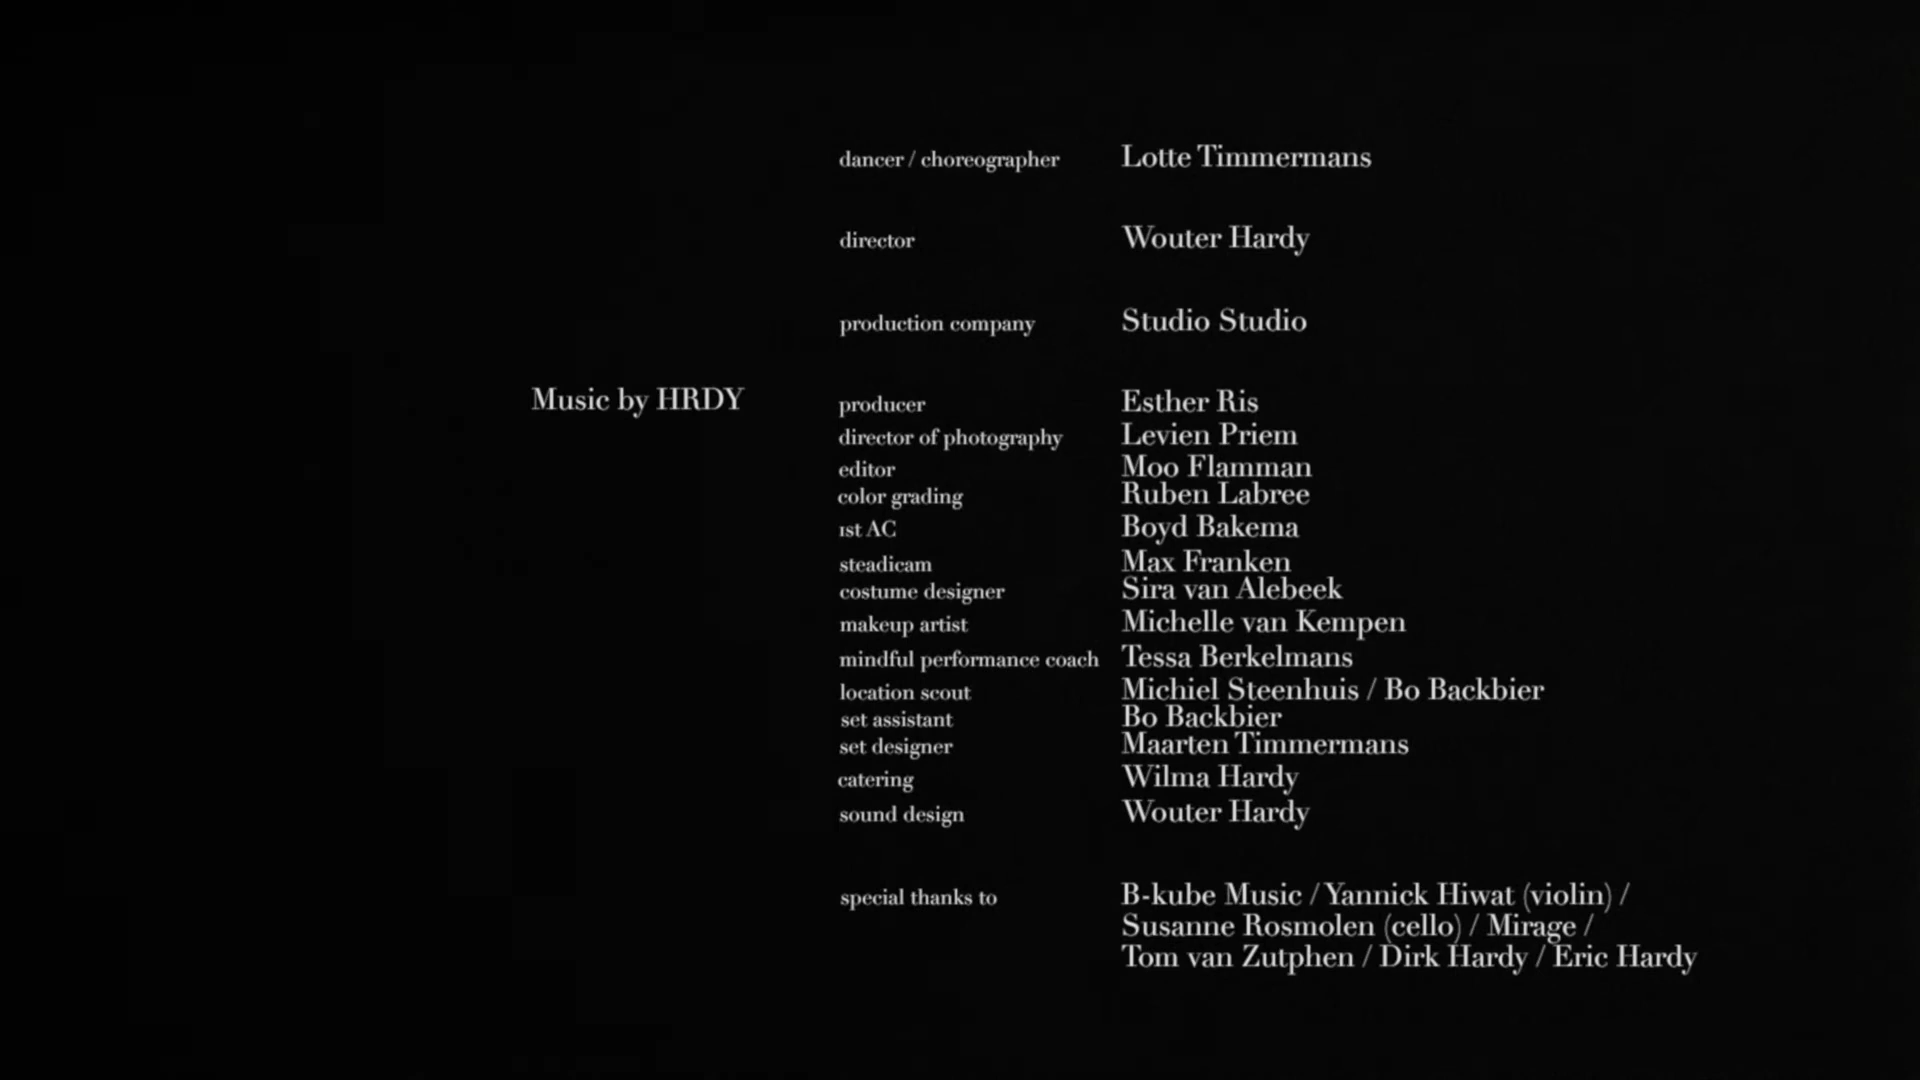 dancer / choreographer Lotte Timmermans
director Wouter Hardy
production company Studio Studio
Music by HRDY
producer Esther Ris
director of photography Levien Priem
editor Moo Flamman
color grading Ruben Labree
1st AC Boyd Bakema
steadicam Max Franken
costume designer Sira van Alebeek
makeup artist Michelle van Kempen
mindful performance coach Tessa Berkelmans
location scout Michiel Steenhuis / Bo Backbier
set assistant Bo Backbier
set designer Maarten Timmermans
catering Wilma Hardy
sound design Wouter Hardy
special thanks to B-kube Music / Yannick Hiwat (violin) /
Susanne Rosmolen (cello) / Mirage /
Tom van Zutphen / Dirk Hardy / Eric Hardy